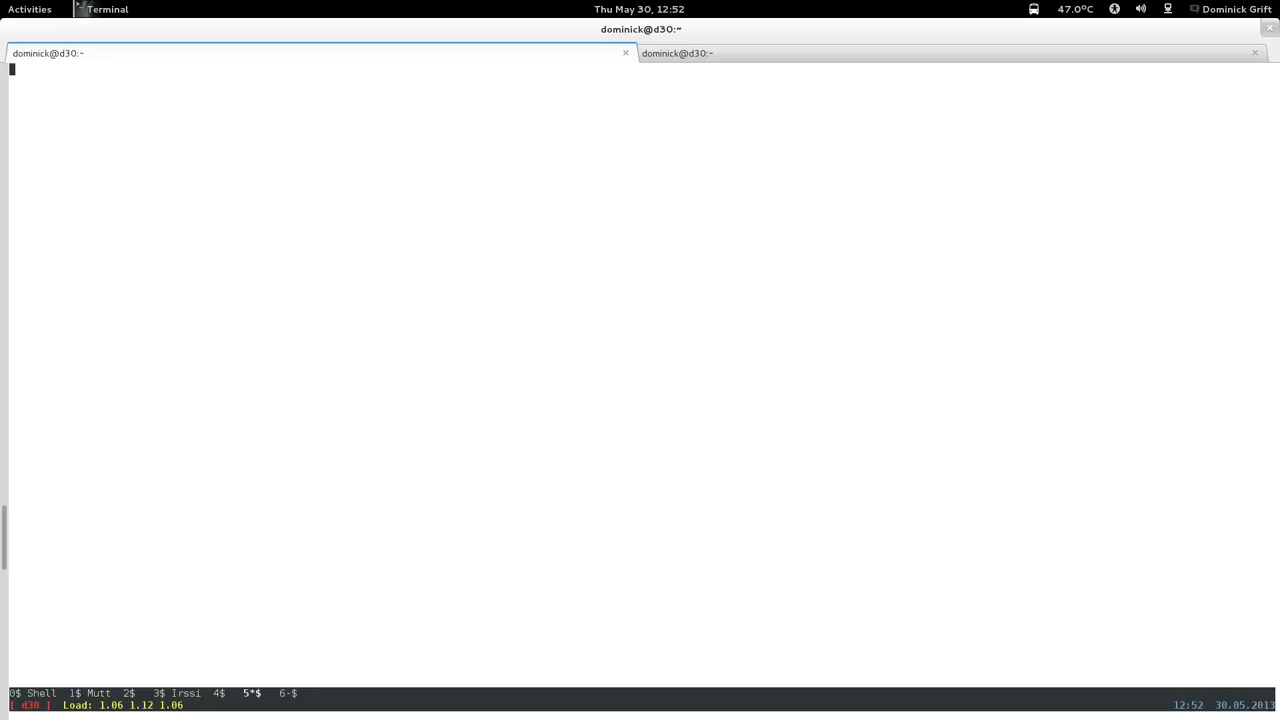 Activities Terminal Thu May 30, 12:52 47.0°C Dominick Grift
dominick@d30:~
dominick@d30:~ dominick@d30:~
0$ Shell 1$ Mutt 2$ 3$ Irssi 4$ 5*$ 6-$
[ d30 ] Load: 1.06 1.12 1.06 12:52 30.05.2013